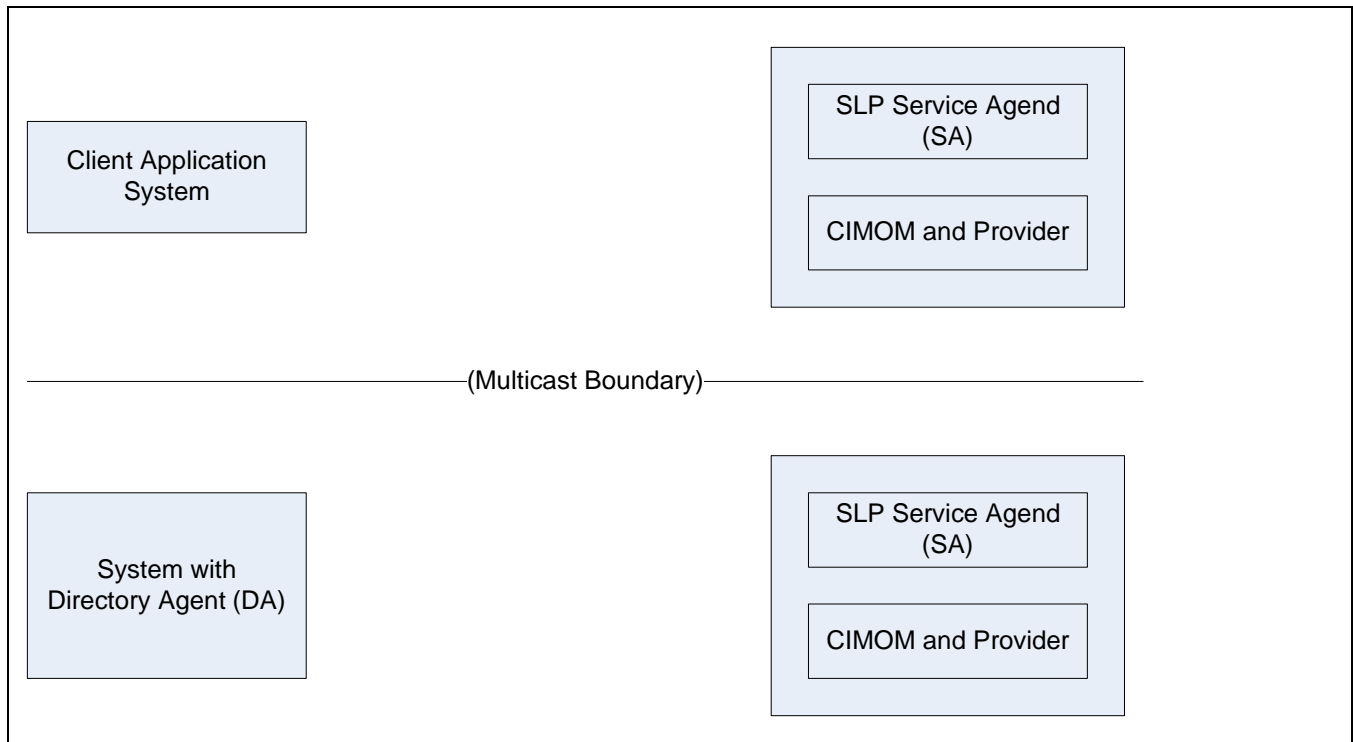 Client Application
System
SLP Service Agend
(SA)
CIMOM and Provider
(Multicast Boundary)
System with
Directory Agent (DA)
SLP Service Agend
(SA)
CIMOM and Provider